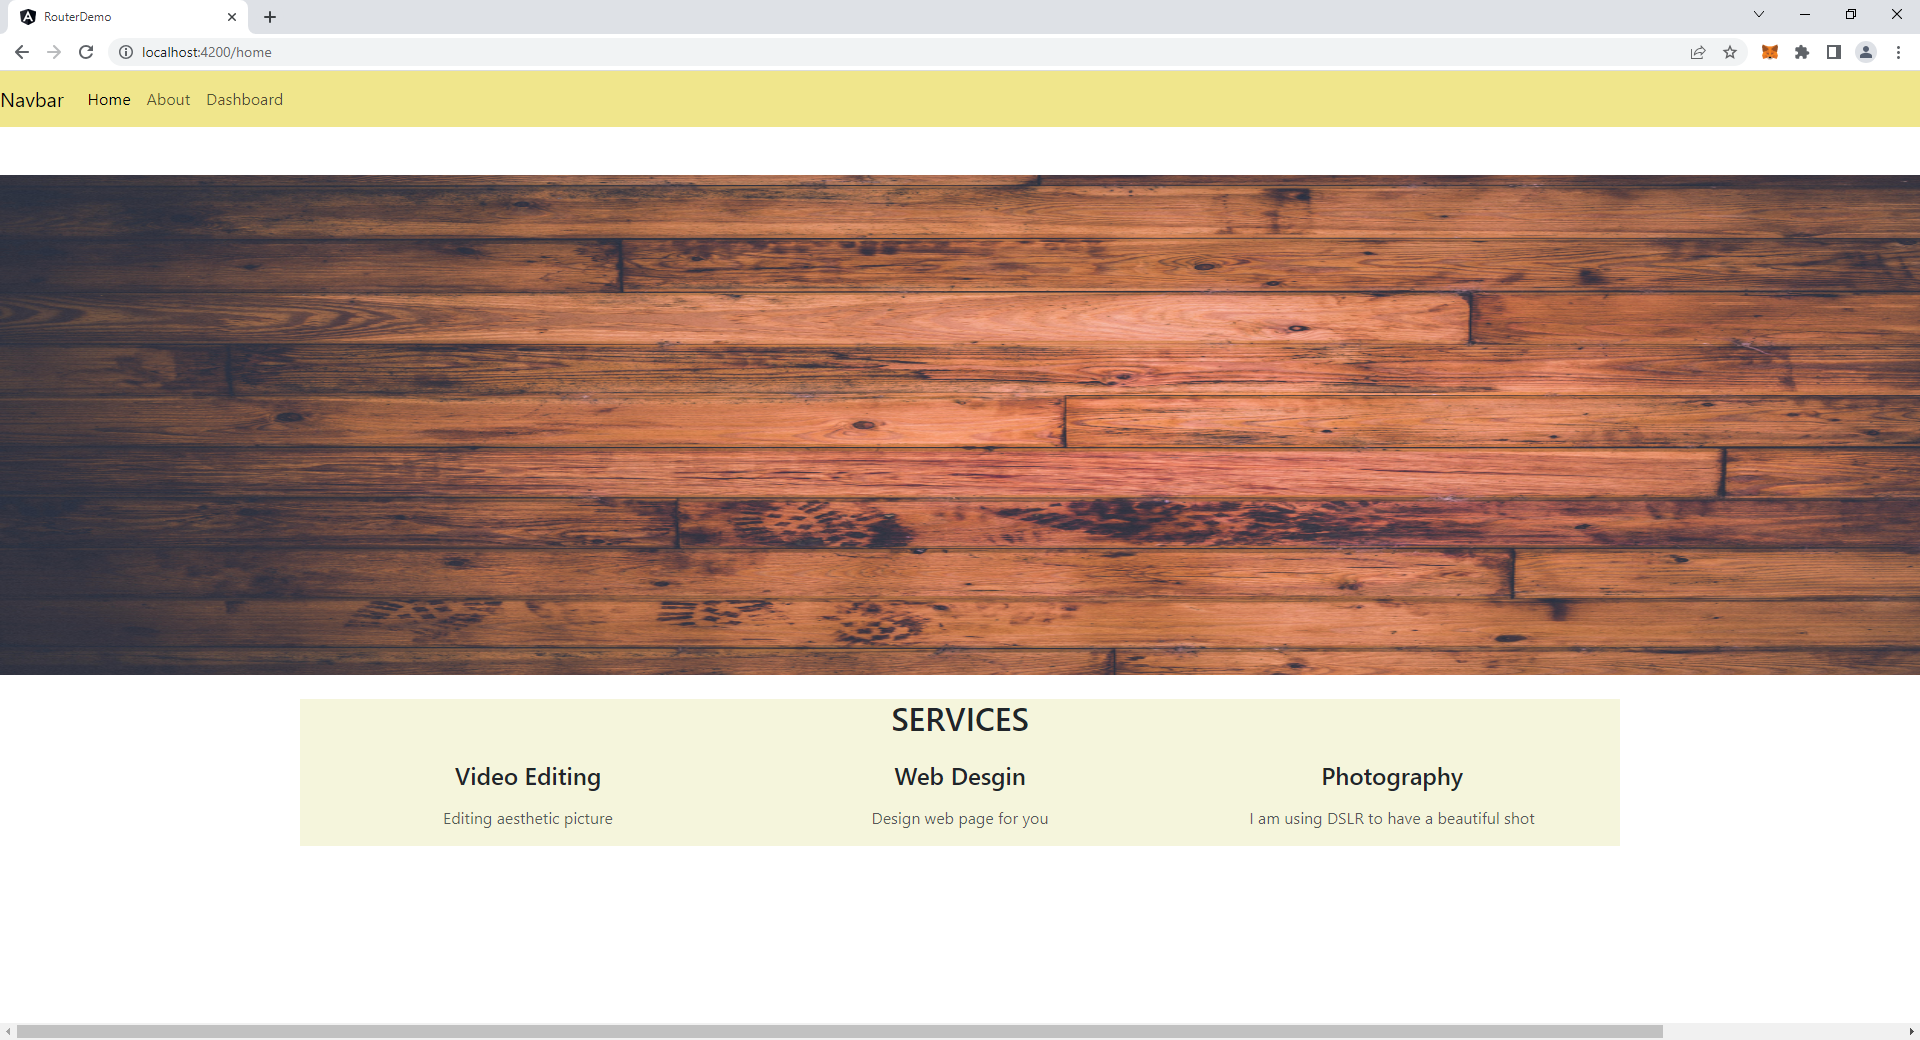 RouterDemo
localhost:4200/home
Navbar Home About Dashboard
SERVICES
Video Editing Web Desgin Photography
Editing aesthetic picture Design web page for you I am using DSLR to have a beautiful shot